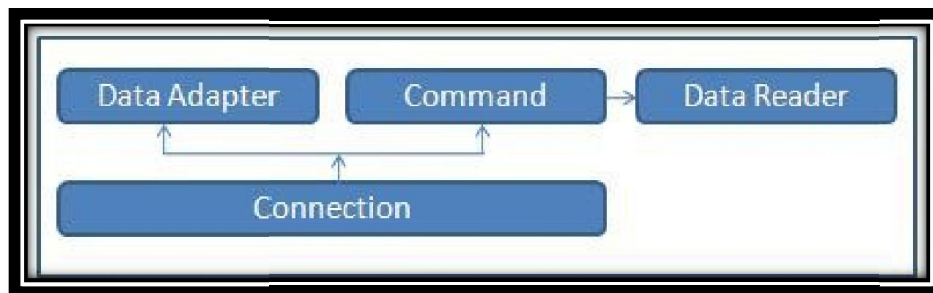 Data Adapter
Command
Data Reader
Connection